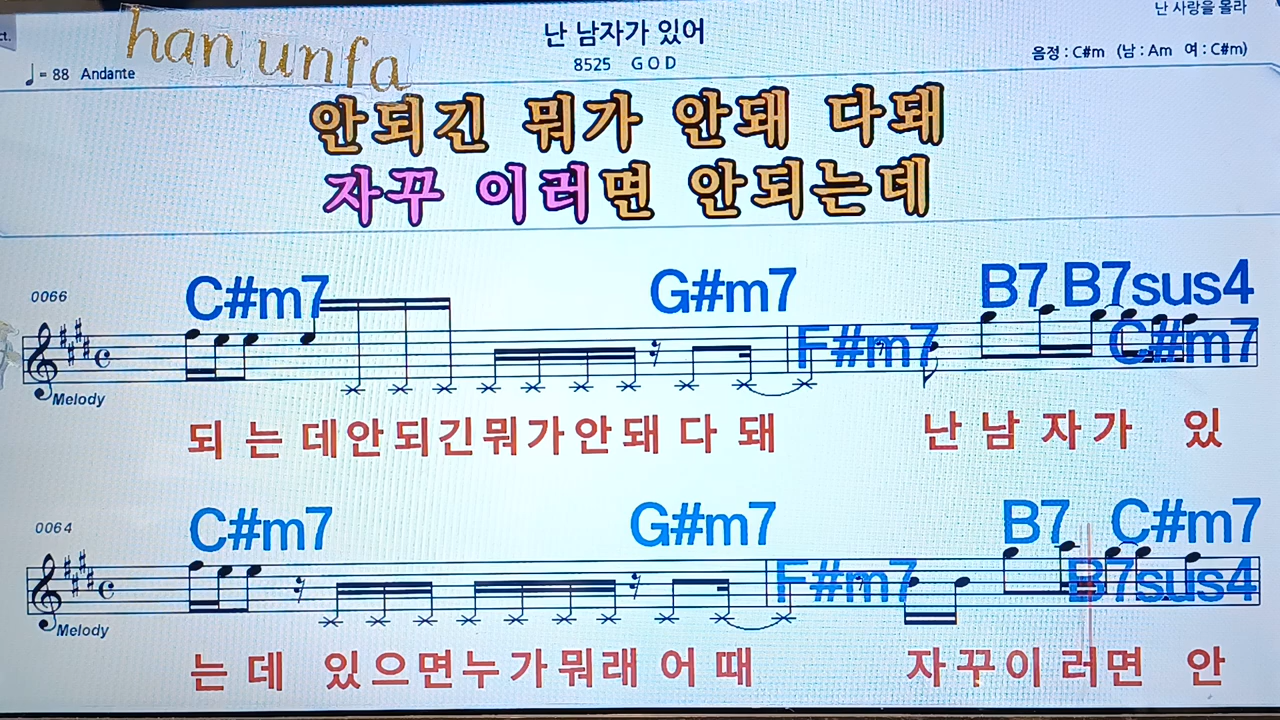 ct.
han unfa
난 남자가 있어
난 사랑을 몰라
♩= 88 Andante
8525 G O D
음정 : C#m (남 : Am 여 : C#m)
안되긴 뭐가 안돼 다돼
자꾸 이러면 안되는데
0066
C#m7 G#m7 B7 B7sus4
F#m7 C#m7
Melody
되 는 데안되긴뭐가안돼 다 돼 난 남 자가 있
0064
C#m7 G#m7 B7 C#m7
F#m7 B7sus4
Melody
는 데 있으면누가뭐래 어 때 자꾸이러면 안